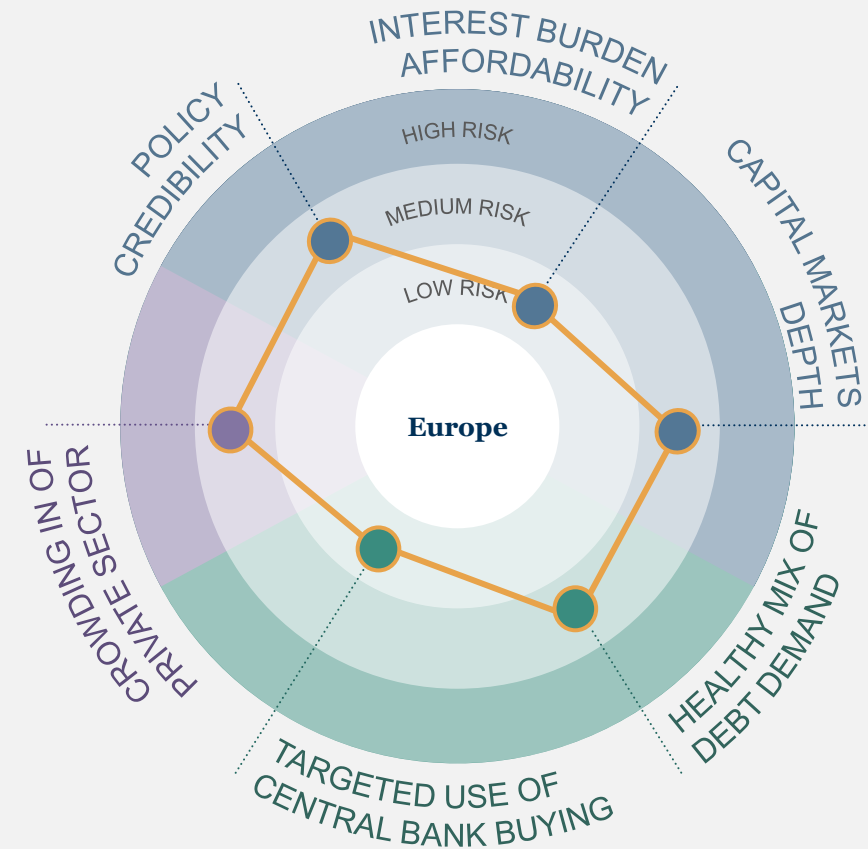 INTEREST BURDEN
AFFORDABILITY
POLICY
CREDIBILITY
HIGH RISK
MEDIUM RISK
LOW RISK
CAPITAL MARKETS
DEPTH
Europe
CROWDING IN OF
PRIVATE SECTOR
HEALTHY MIX OF
DEBT DEMAND
TARGETED USE OF
CENTRAL BANK BUYING